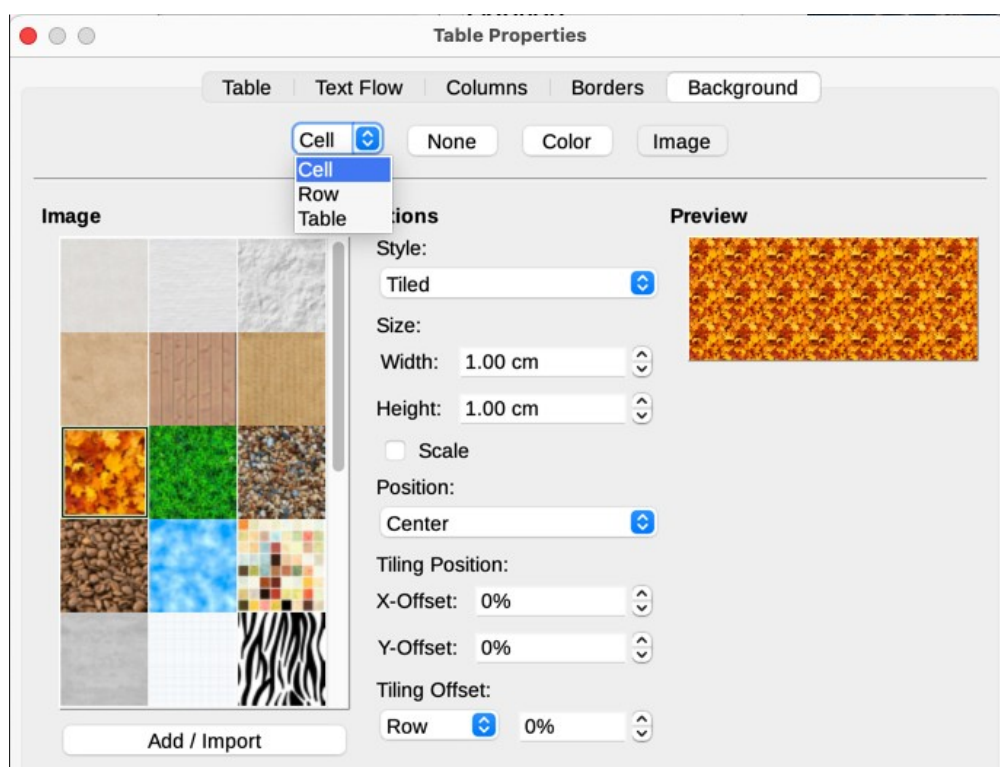 Table Properties
Table Text Flow Columns Borders Background
Cell None Color Image
Cell
Row
Table
Image
tions
Preview
Style:
Tiled
Size:
Width: 1.00 cm
Height: 1.00 cm
Scale
Position:
Center
Tiling Position:
X-Offset: 0%
Y-Offset: 0%
Tiling Offset:
Row 0%
Add / Import